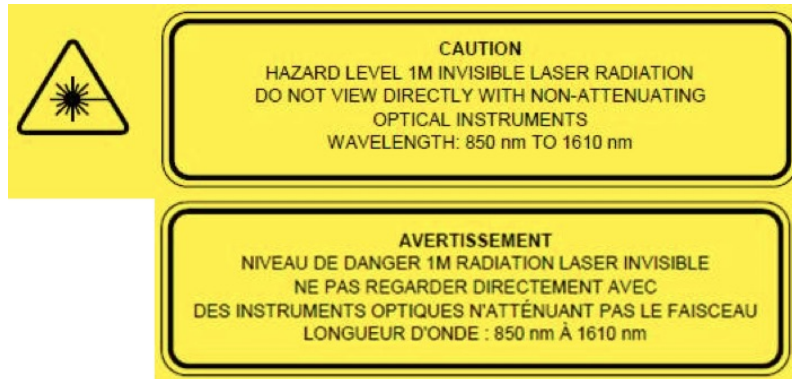 CAUTION
HAZARD LEVEL 1M INVISIBLE LASER RADIATION
DO NOT VIEW DIRECTLY WITH NON-ATTENUATING
OPTICAL INSTRUMENTS
WAVELENGTH: 850 nm TO 1610 nm
AVERTISSEMENT
NIVEAU DE DANGER 1M RADIATION LASER INVISIBLE
NE PAS REGARDER DIRECTEMENT AVEC
DES INSTRUMENTS OPTIQUES N'ATTÉNUANT PAS LE FAISCEAU
LONGUEUR D'ONDE : 850 nm À 1610 nm